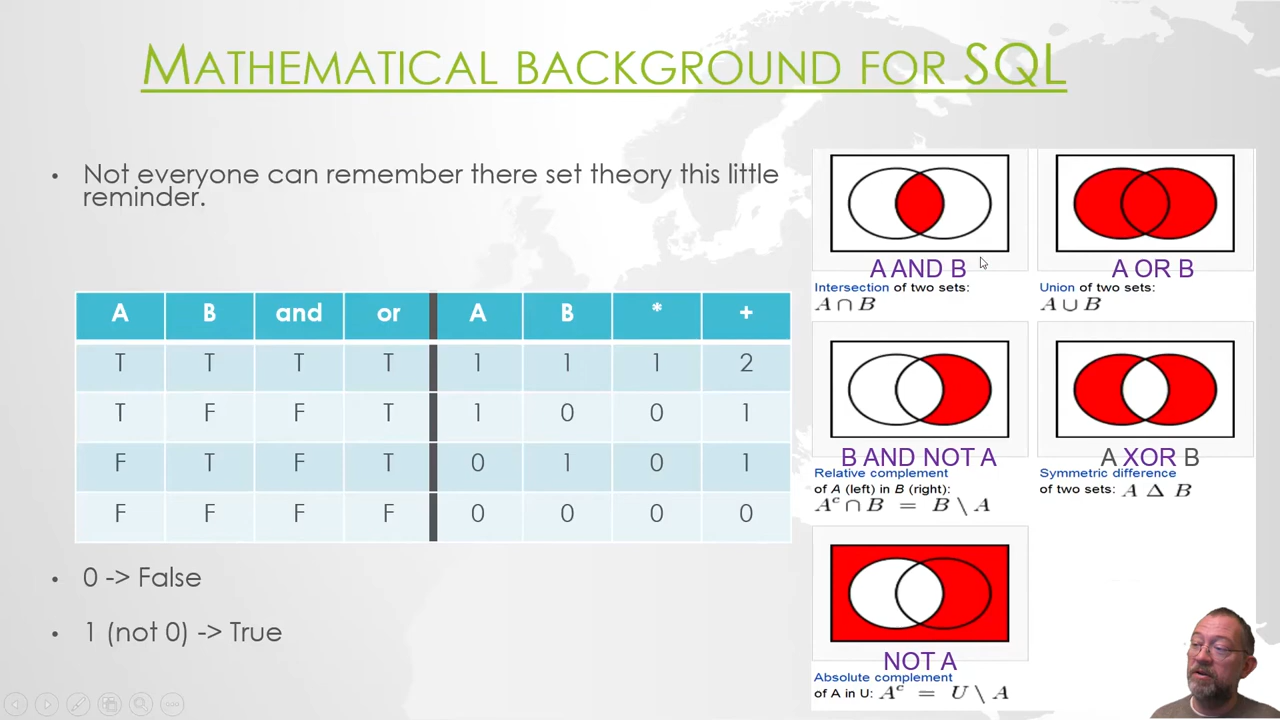 MATHEMATICAL BACKGROUND FOR SQL
• Not everyone can remember there set theory this little
reminder.
A B and or A B * +
T T T T 1 1 1 2
T F F T 1 0 0 1
F T F T 0 1 0 1
F F F F 0 0 0 0
• 0 -> False
• 1 (not 0) -> True
A AND B
Intersection of two sets:
A ∩ B
A OR B
Union of two sets:
A ∪ B
B AND NOT A
Relative complement
of A (left) in B (right):
Aᶜ ∩ B = B \ A
A XOR B
Symmetric difference
of two sets: A Δ B
NOT A
Absolute complement
of A in U: Aᶜ = U \ A